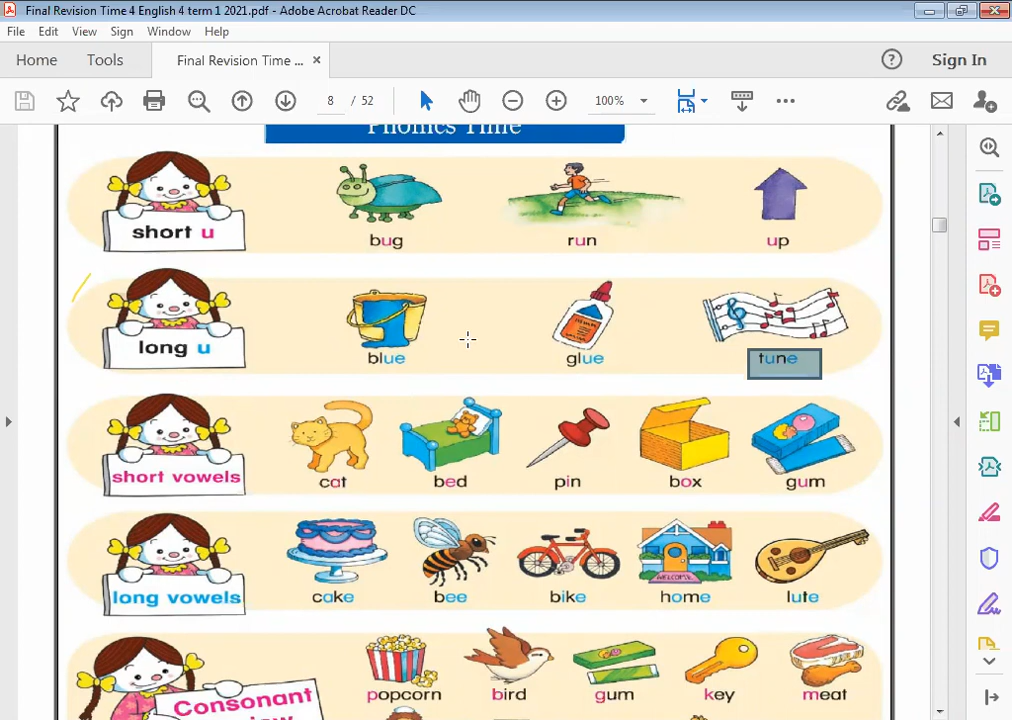 Final Revision Time 4 English 4 term 1 2021.pdf - Adobe Acrobat Reader DC
File Edit View Sign Window Help
Home Tools Final Revision Time ... × Sign In
8 / 52 100%
Phonics Time
short u
bug run up
long u
blue glue tune
short vowels
cat bed pin box gum
WELCOME
long vowels
cake bee bike home lute
popcorn bird gum key meat
Consonant